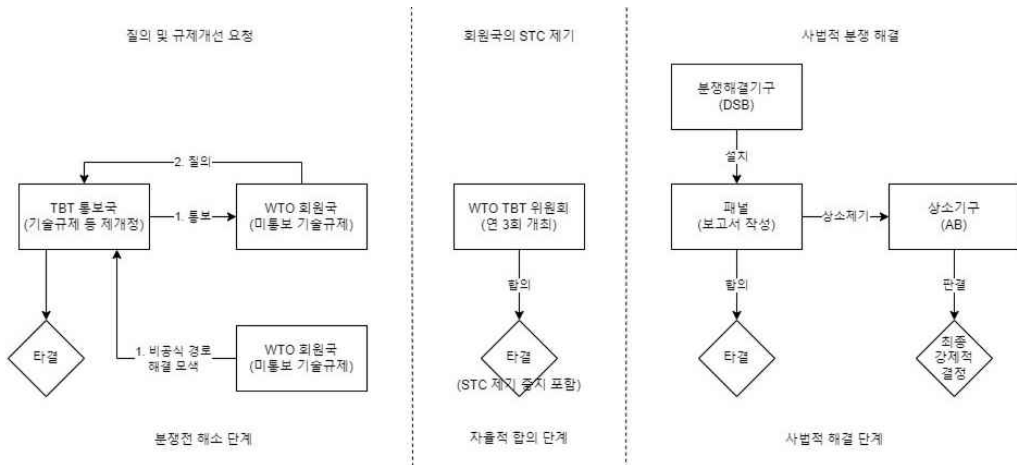 질의 및 규제개선 요청
회원국의 STC 제기
사법적 분쟁 해결
분쟁해결기구
(DSB)
설치
2. 질의
TBT 통보국
(기술규제 등 제개정)
1. 통보
WTO 회원국
(미통보 기술규제)
WTO TBT 위원회
(연 3회 개최)
패널
(보고서 작성)
상소제기
상소기구
(AB)
합의
합의
판결
타결
1. 비공식 경로
해결 모색
WTO 회원국
(미통보 기술규제)
타결
(STC 제기 중지 포함)
타결
최종
강제적
결정
분쟁전 해소 단계
자율적 합의 단계
사법적 해결 단계